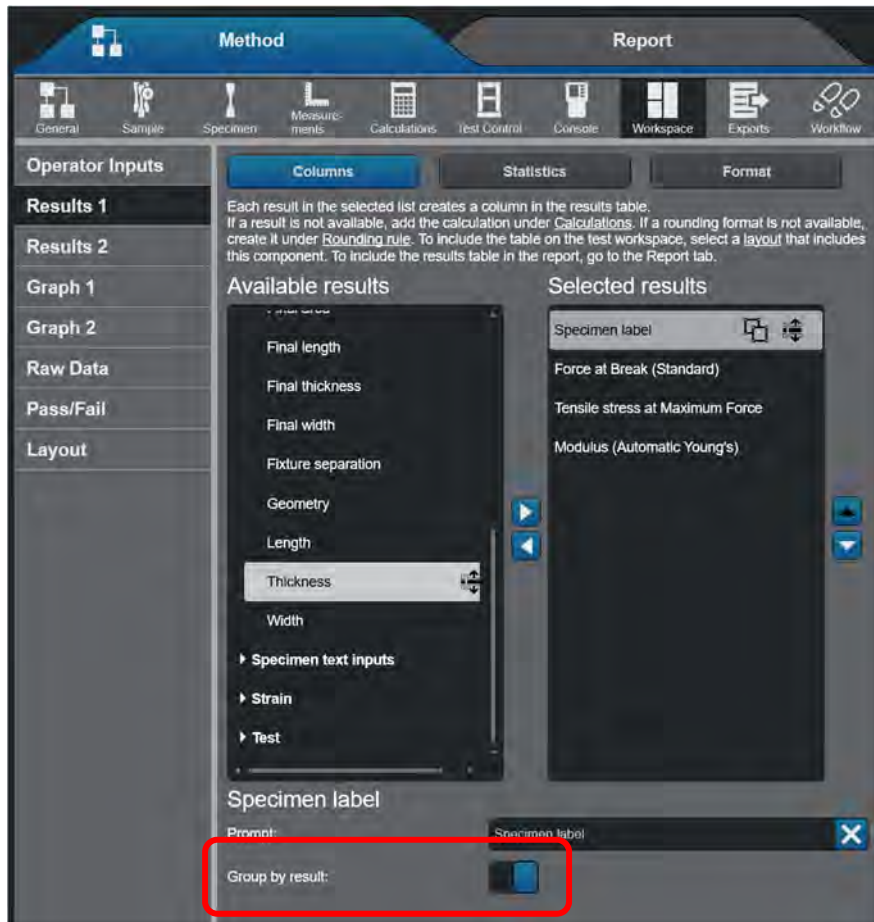 Method
Report
General
Sample
Specimen
Measure-
ments
Calculations
Test Control
Console
Workspace
Exports
Workflow
Operator Inputs
Results 1
Results 2
Graph 1
Graph 2
Raw Data
Pass/Fail
Layout
Columns
Statistics
Format
Each result in the selected list creates a column in the results table.
If a result is not available, add the calculation under Calculations. If a rounding format is not available,
create it under Rounding rule. To include the table on the test workspace, select a layout that includes
this component. To include the results table in the report, go to the Report tab.
Available results
Selected results
Final area
Final length
Final thickness
Final width
Fixture separation
Geometry
Length
Thickness
Width
Specimen text inputs
Strain
Test
Specimen label
Force at Break (Standard)
Tensile stress at Maximum Force
Modulus (Automatic Young's)
Specimen label
Prompt:
Specimen label
Group by result: